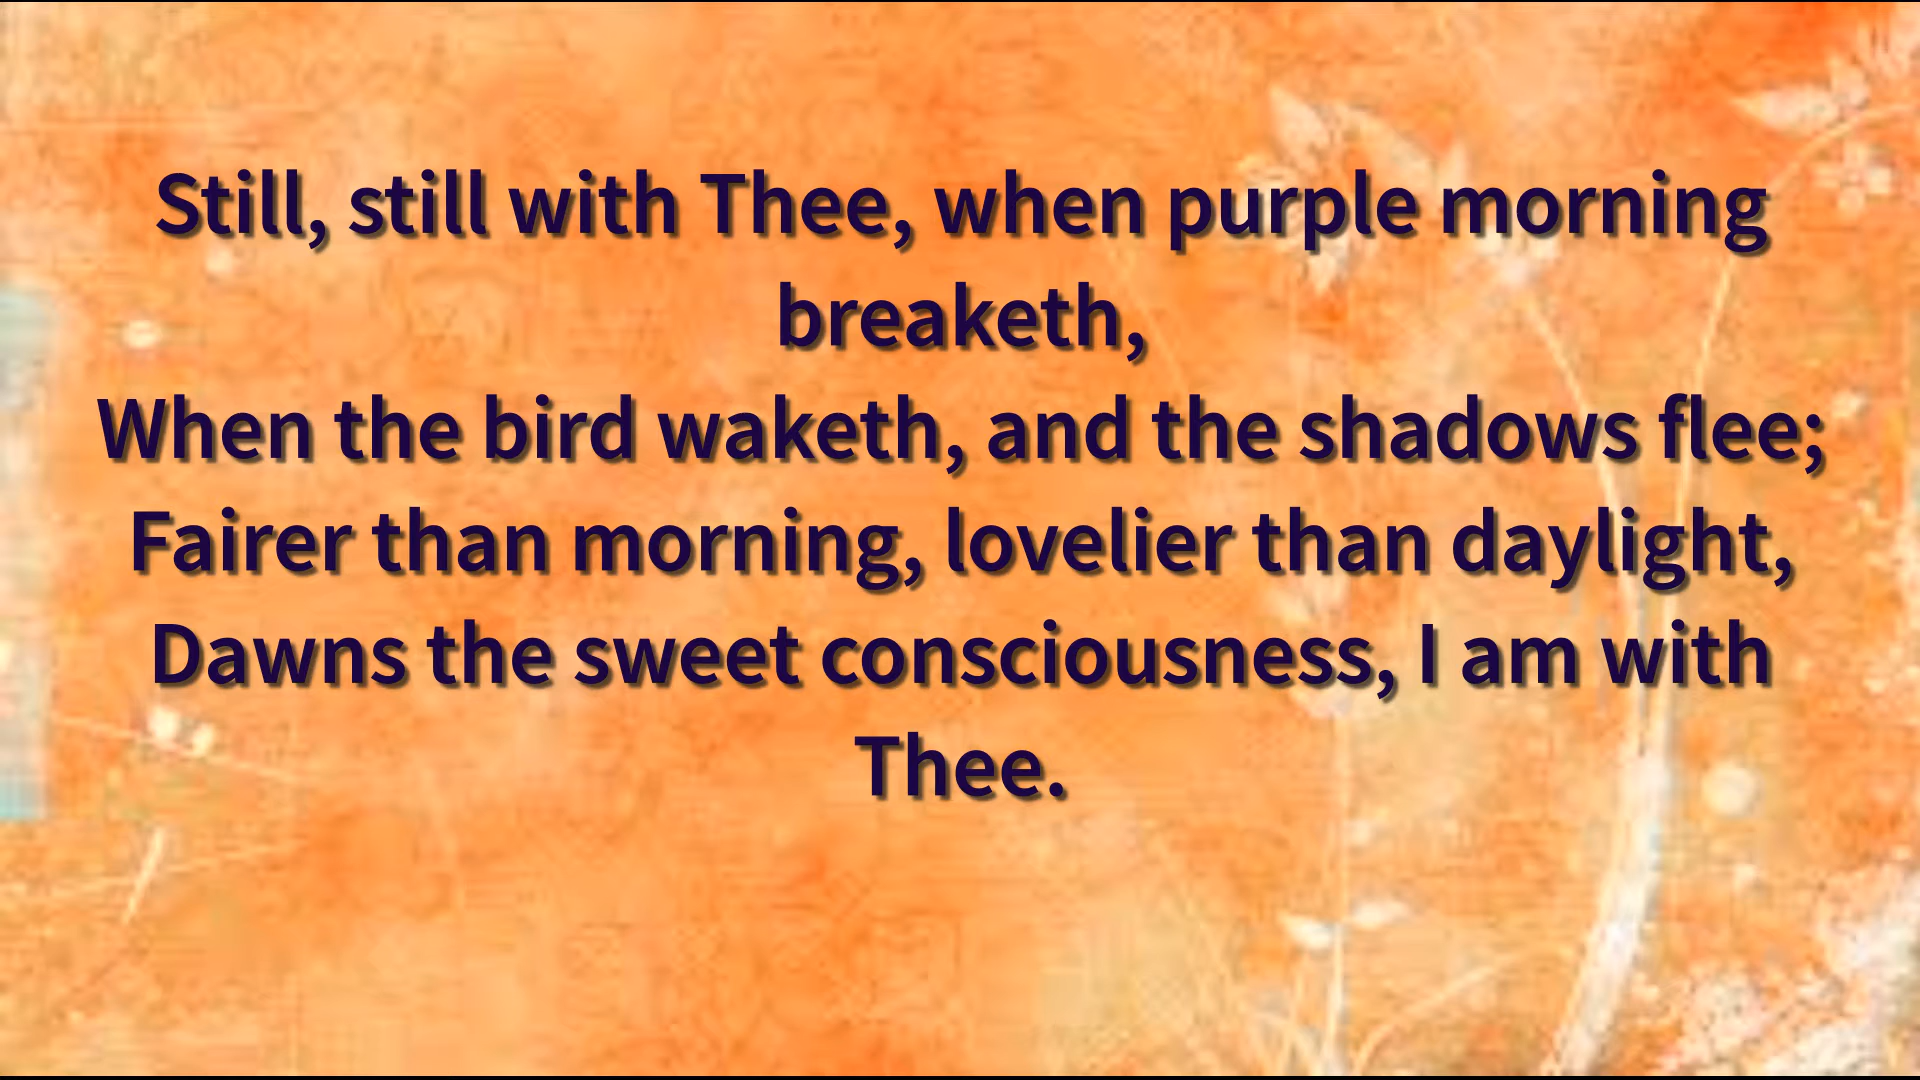 Still, still with Thee, when purple morning
breaketh,
When the bird waketh, and the shadows flee;
Fairer than morning, lovelier than daylight,
Dawns the sweet consciousness, I am with
Thee.